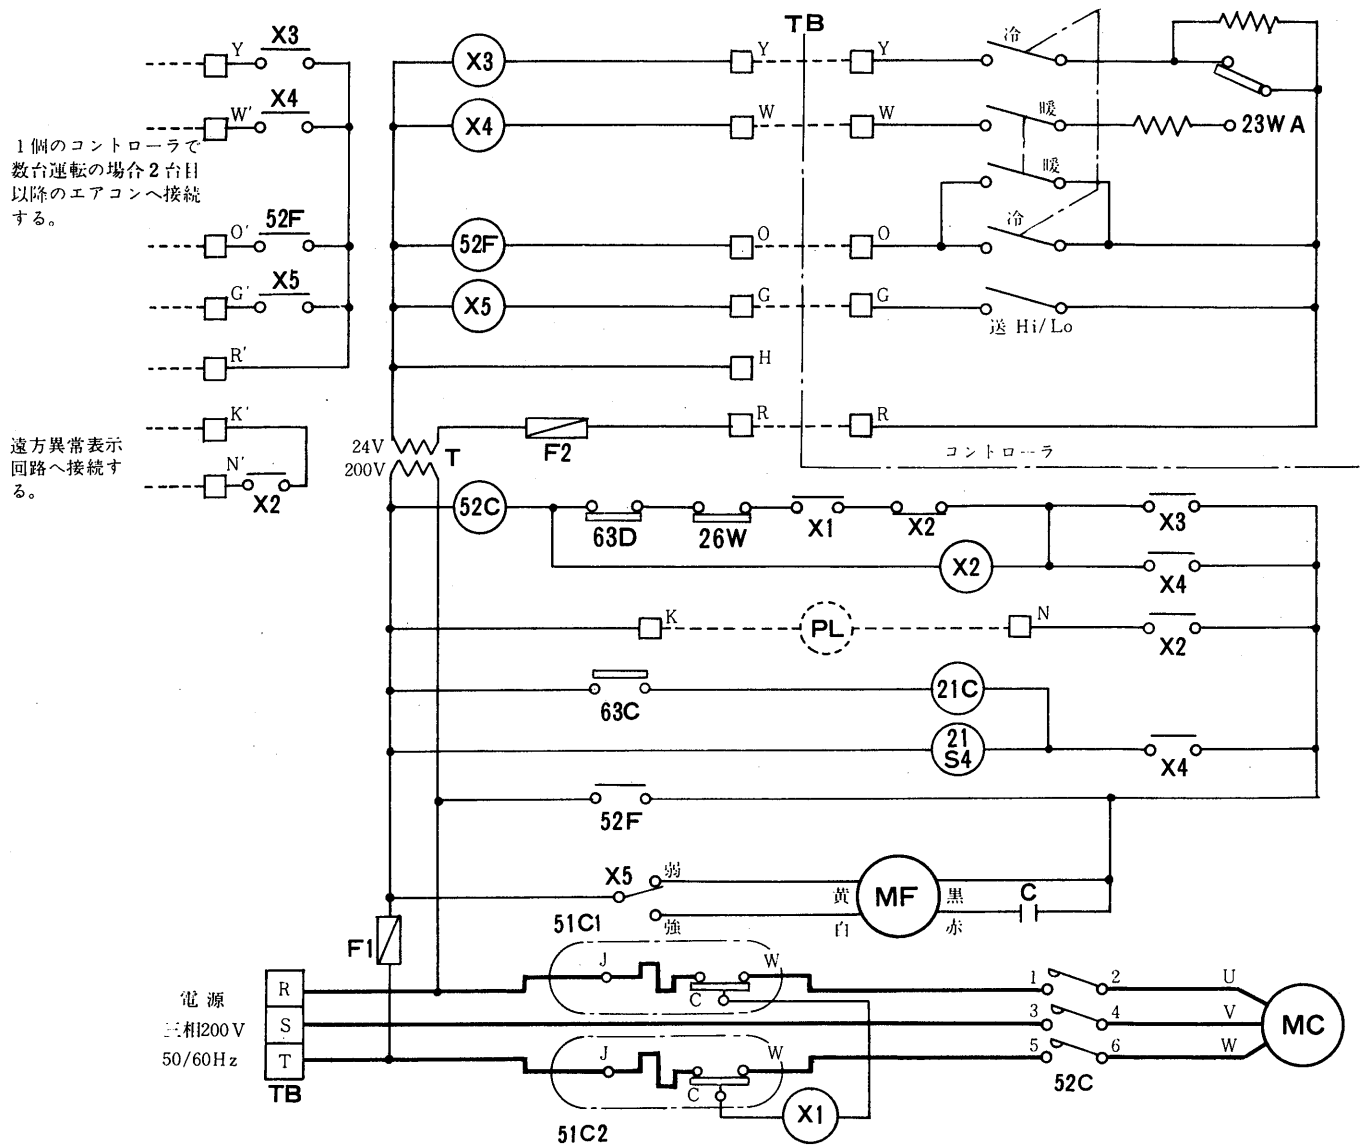 TB
Y X3 X3 Y Y 冷
W' X4 X4 W W 暖 23WA
1個のコントローラで
数台運転の場合2台目
以降のエアコンへ接続
する。
暖
O' 52F 52F O O 冷
G' X5 X5 G G
送 Hi/Lo
R' H
K' R R
遠方異常表示
回路へ接続す
る。
24V T F2
コントローラ
200V
N' X2
52C 63D 26W X1 X2 X3
X2 X4
K PL N X2
63C 21C
21
S4 X4
52F
X5 弱 黄 MF 黒 C
強 白 赤
51C1
F1
電源
三相200V
50/60Hz
R J C W 1 2 U
S 3 4 V MC
T J C W 5 6 W
TB 52C
X1
51C2